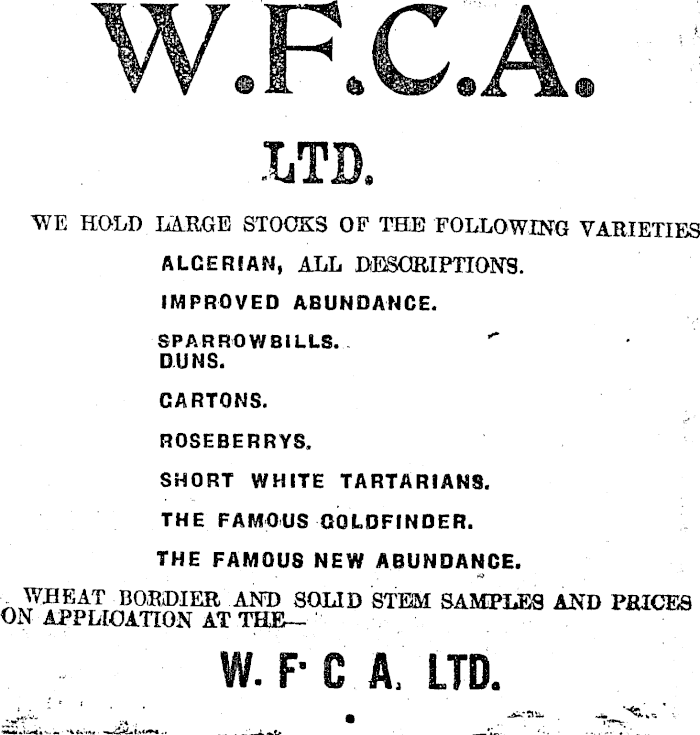 W.F.C.A.
LTD.
WE HOLD LARGE STOCKS OF THE FOLLOWING VARIETIES
ALGERIAN, ALL DESCRIPTIONS.
IMPROVED ABUNDANCE.
SPARROWBILLS.
DUNS.
GARTONS.
ROSEBERRYS.
SHORT WHITE TARTARIANS.
THE FAMOUS GOLDFINDER.
THE FAMOUS NEW ABUNDANCE.
WHEAT BORDIER AND SOLID STEM SAMPLES AND PRICES
ON APPLICATION AT THE—
W. F. C A, LTD.